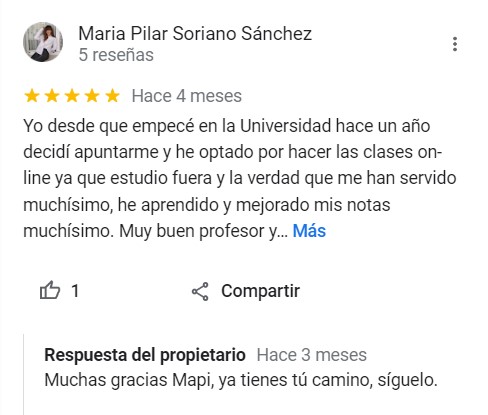 Maria Pilar Soriano Sánchez
5 reseñas
Hace 4 meses
Yo desde que empecé en la Universidad hace un año
decidí apuntarme y he optado por hacer las clases on-
line ya que estudio fuera y la verdad que me han servido
muchísimo, he aprendido y mejorado mis notas
muchísimo. Muy buen profesor y... Más
1 Compartir
Respuesta del propietario Hace 3 meses
Muchas gracias Mapi, ya tienes tú camino, síguelo.